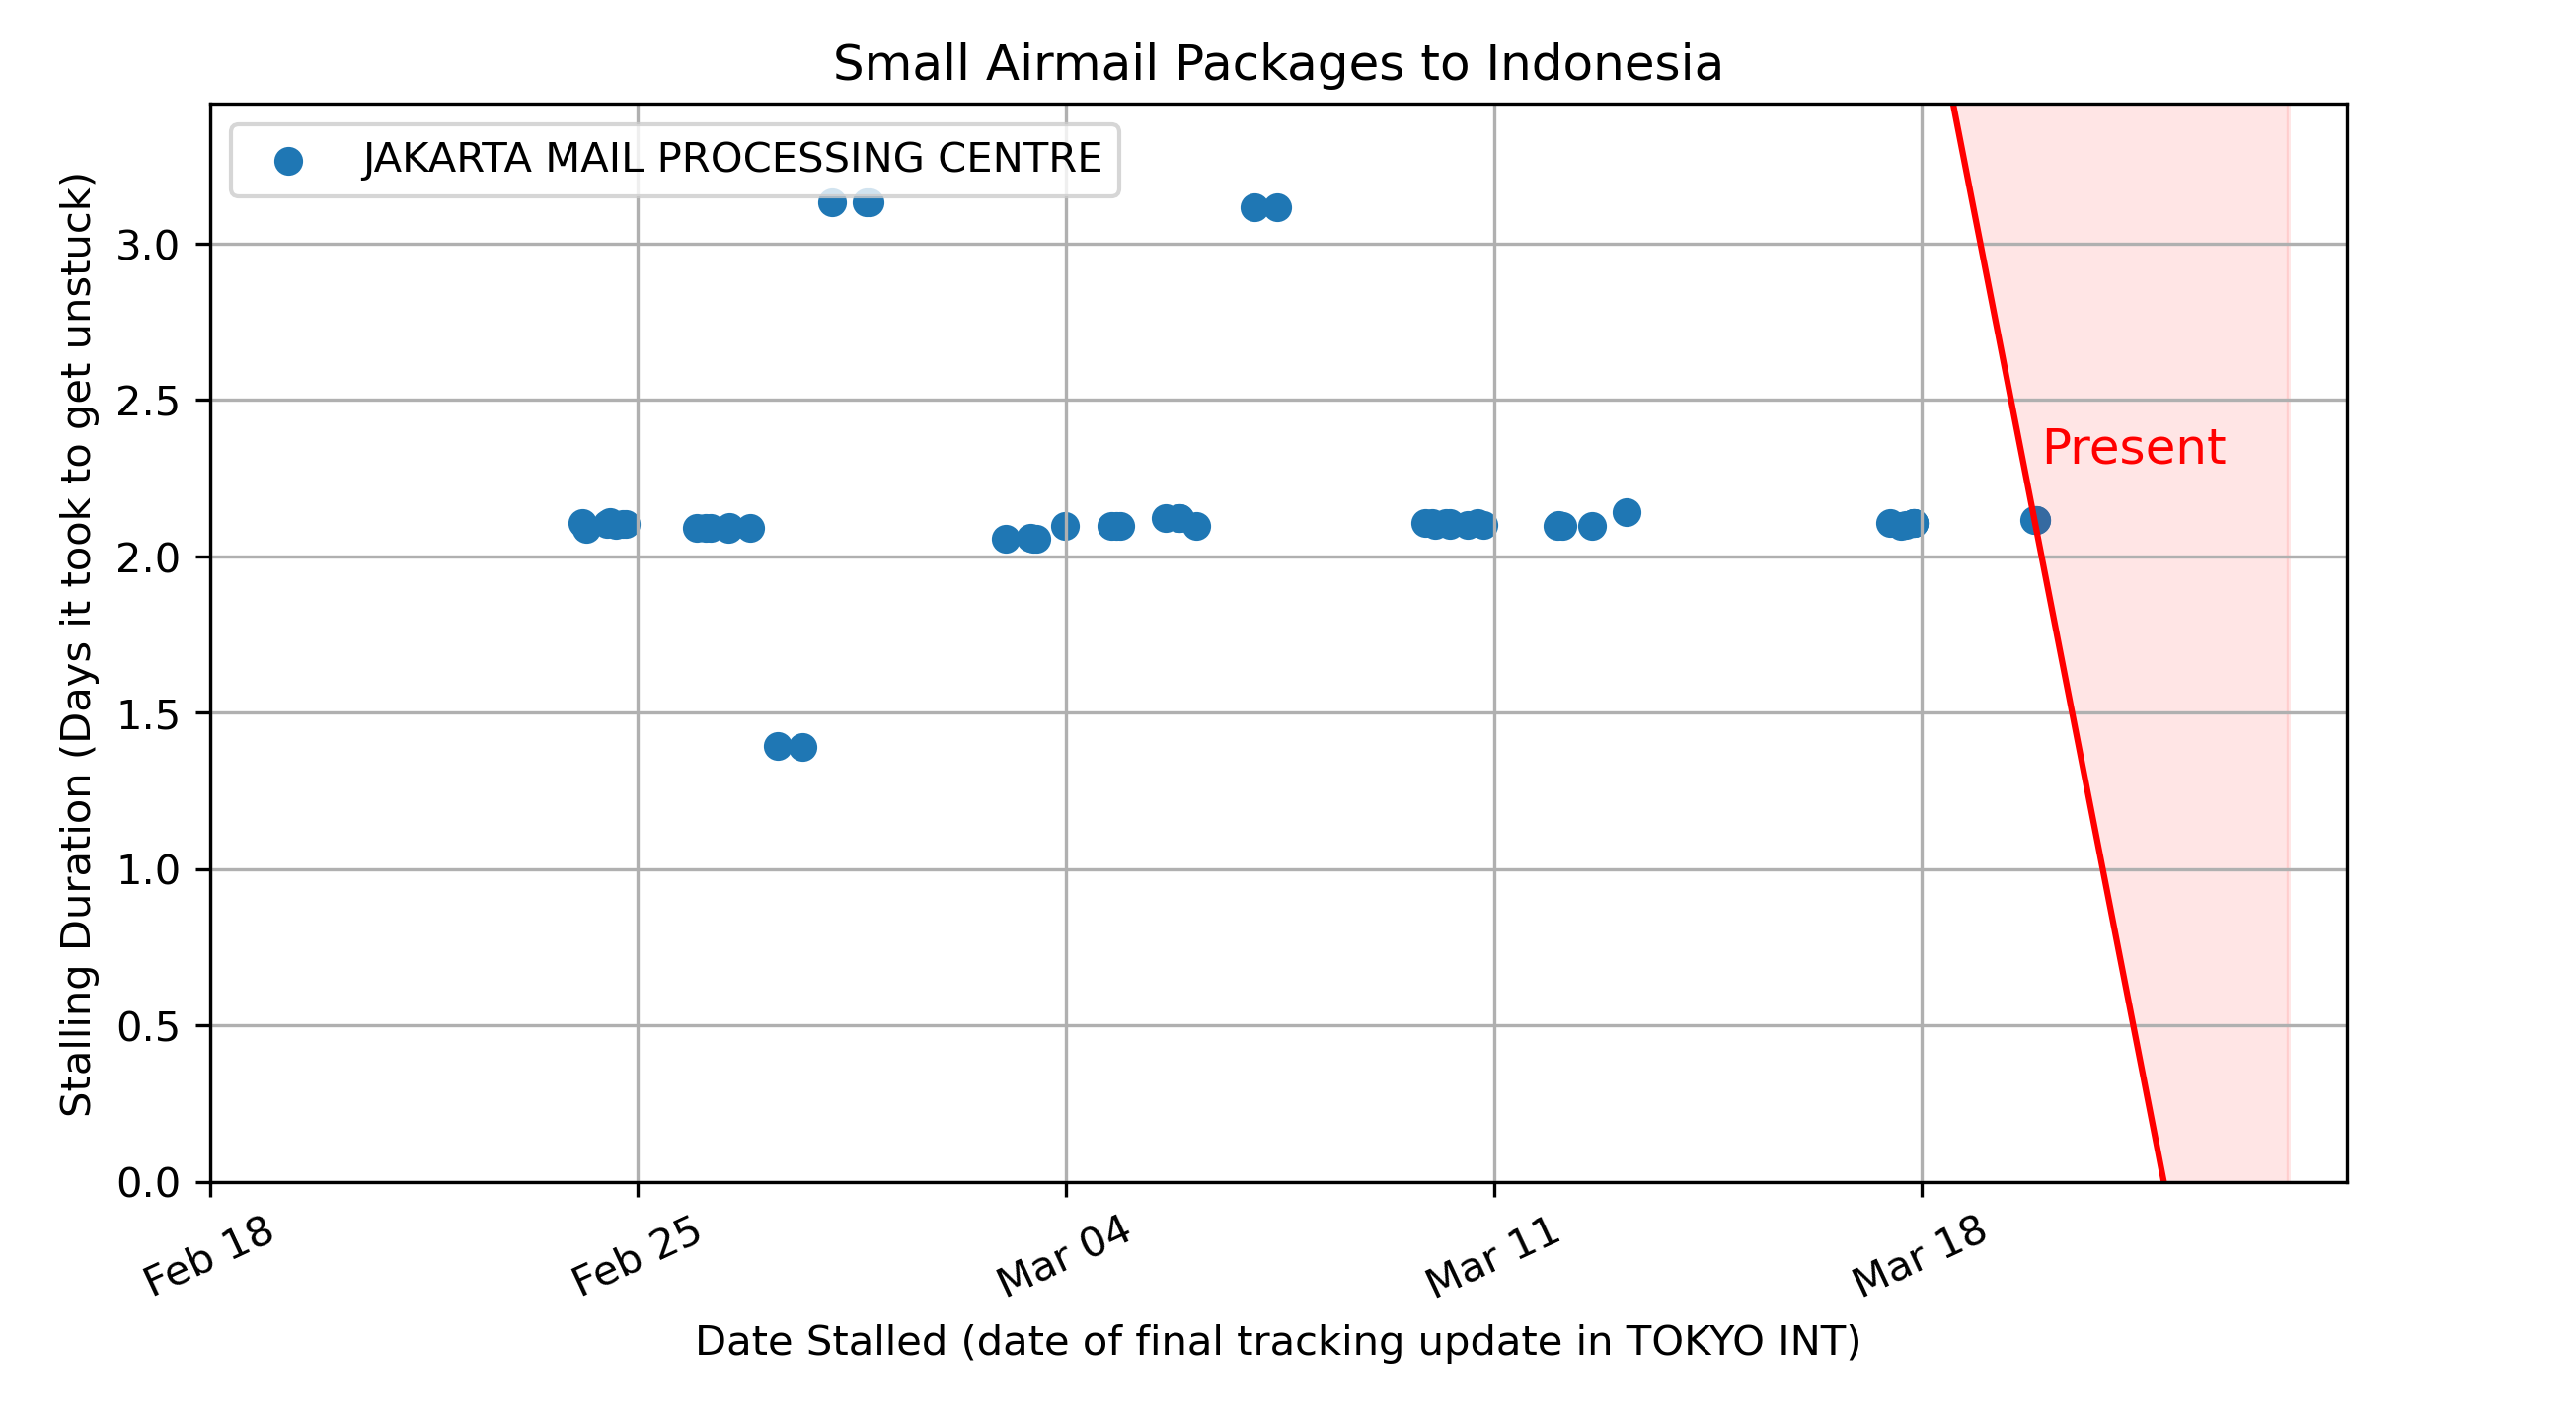 Small Airmail Packages to Indonesia
JAKARTA MAIL PROCESSING CENTRE
Stalling Duration (Days it took to get unstuck)
3.0
2.5
2.0
1.5
1.0
0.5
0.0
Present
Feb 18
Feb 25
Mar 04
Mar 11
Mar 18
Date Stalled (date of final tracking update in TOKYO INT)